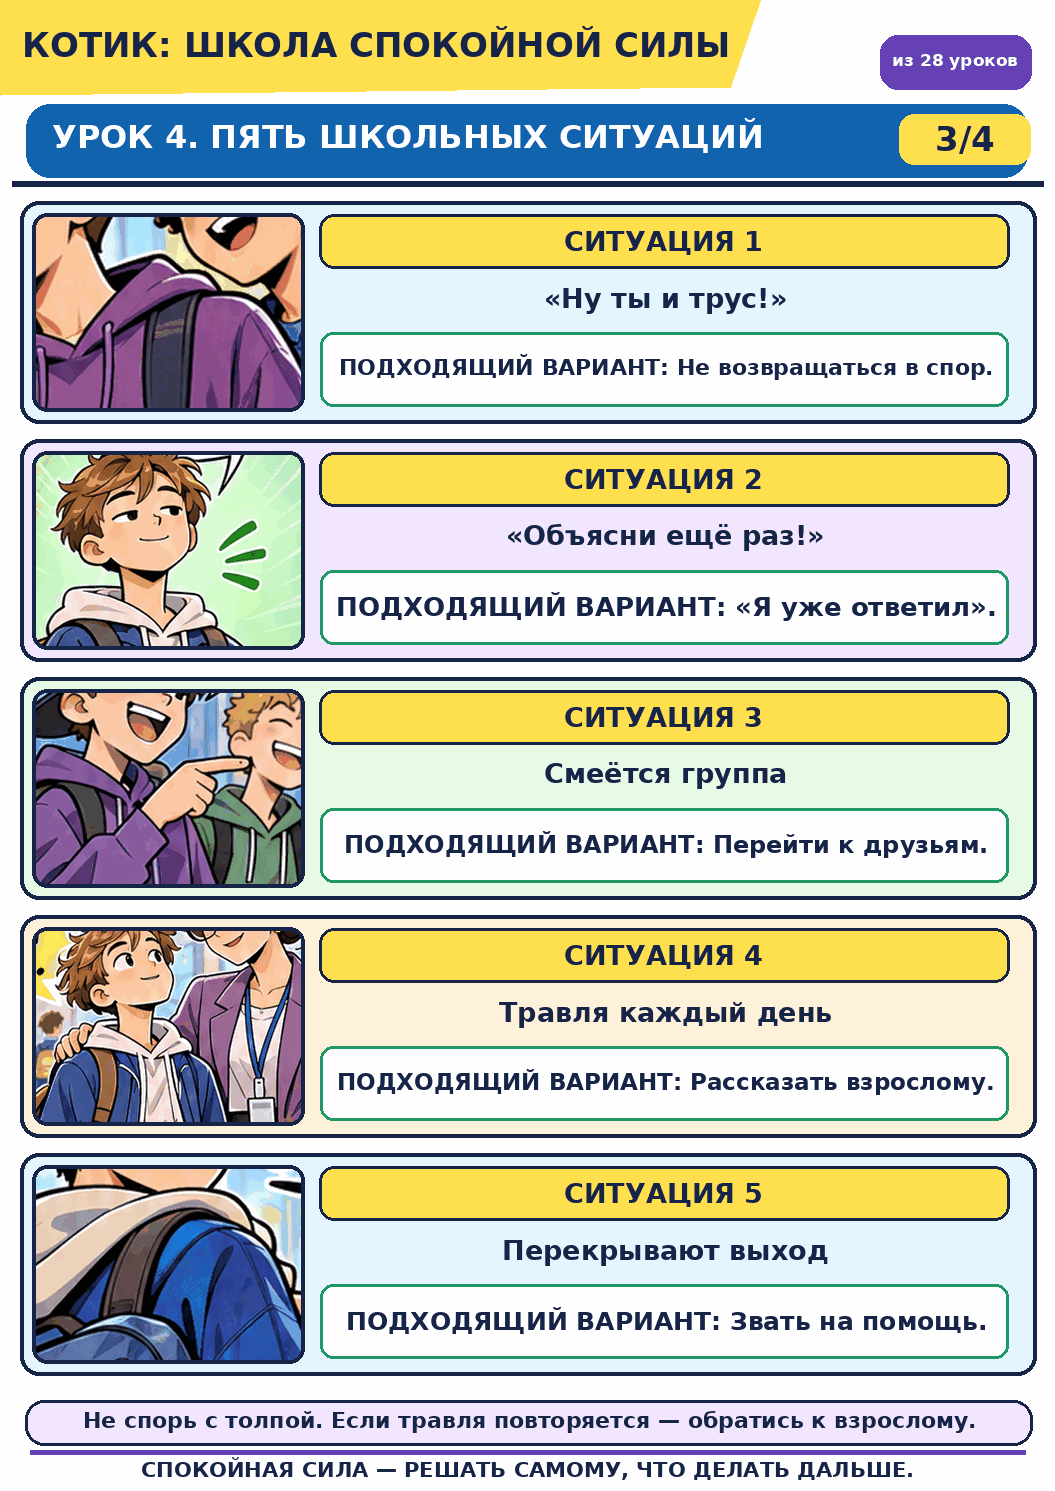 КОТИК: ШКОЛА СПОКОЙНОЙ СИЛЫ
из 28 уроков
УРОК 4. ПЯТЬ ШКОЛЬНЫХ СИТУАЦИЙ
3/4
СИТУАЦИЯ 1
«Ну ты и трус!»
ПОДХОДЯЩИЙ ВАРИАНТ: Не возвращаться в спор.
СИТУАЦИЯ 2
«Объясни ещё раз!»
ПОДХОДЯЩИЙ ВАРИАНТ: «Я уже ответил».
СИТУАЦИЯ 3
Смеётся группа
ПОДХОДЯЩИЙ ВАРИАНТ: Перейти к друзьям.
СИТУАЦИЯ 4
Травля каждый день
ПОДХОДЯЩИЙ ВАРИАНТ: Рассказать взрослому.
СИТУАЦИЯ 5
Перекрывают выход
ПОДХОДЯЩИЙ ВАРИАНТ: Звать на помощь.
Не спорь с толпой. Если травля повторяется — обратись к взрослому.
СПОКОЙНАЯ СИЛА — РЕШАТЬ САМОМУ, ЧТО ДЕЛАТЬ ДАЛЬШЕ.